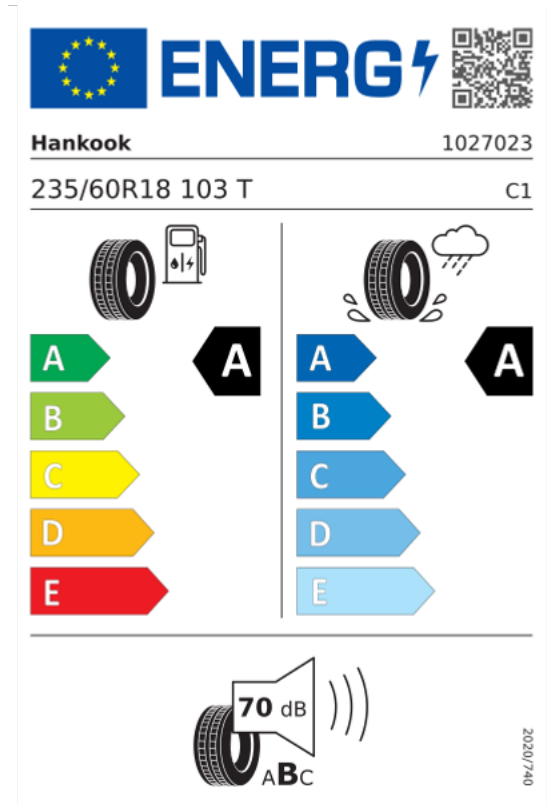 ENERG
Hankook 1027023
235/60R18 103 T C1
A A A A
B B
C C
D D
E E
70 dB
ABC
2020/740